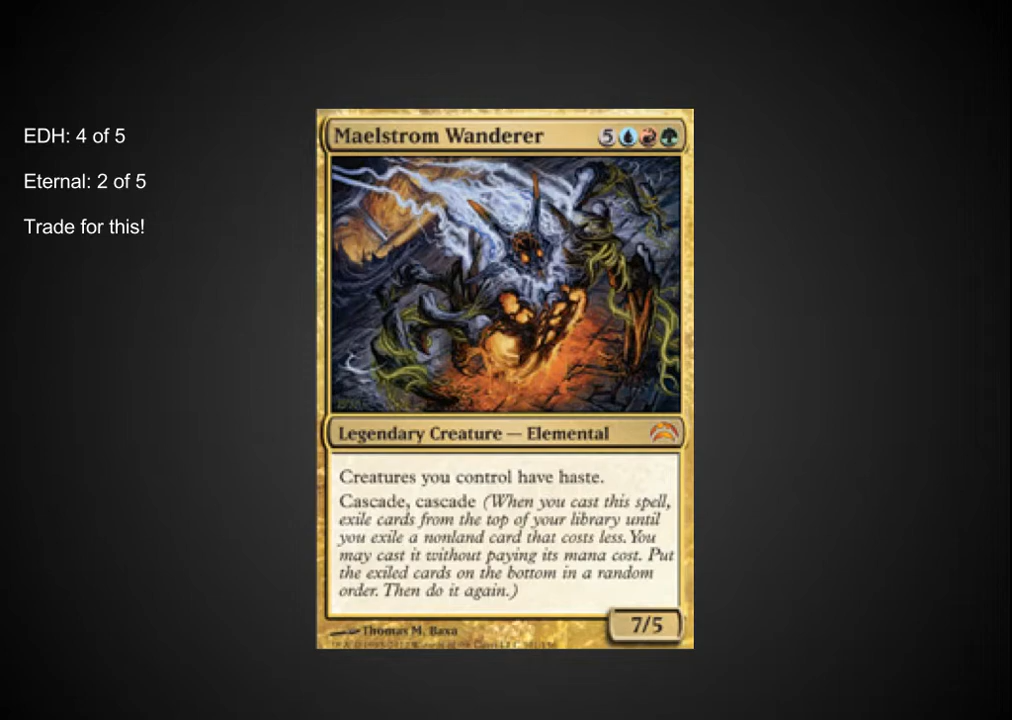 EDH: 4 of 5
Eternal: 2 of 5
Trade for this!
Maelstrom Wanderer 5
Legendary Creature — Elemental
Creatures you control have haste.
Cascade, cascade (When you cast this spell,
exile cards from the top of your library until
you exile a nonland card that costs less. You
may cast it without paying its mana cost. Put
the exiled cards on the bottom in a random
order. Then do it again.)
7/5
Thomas M. Baxa